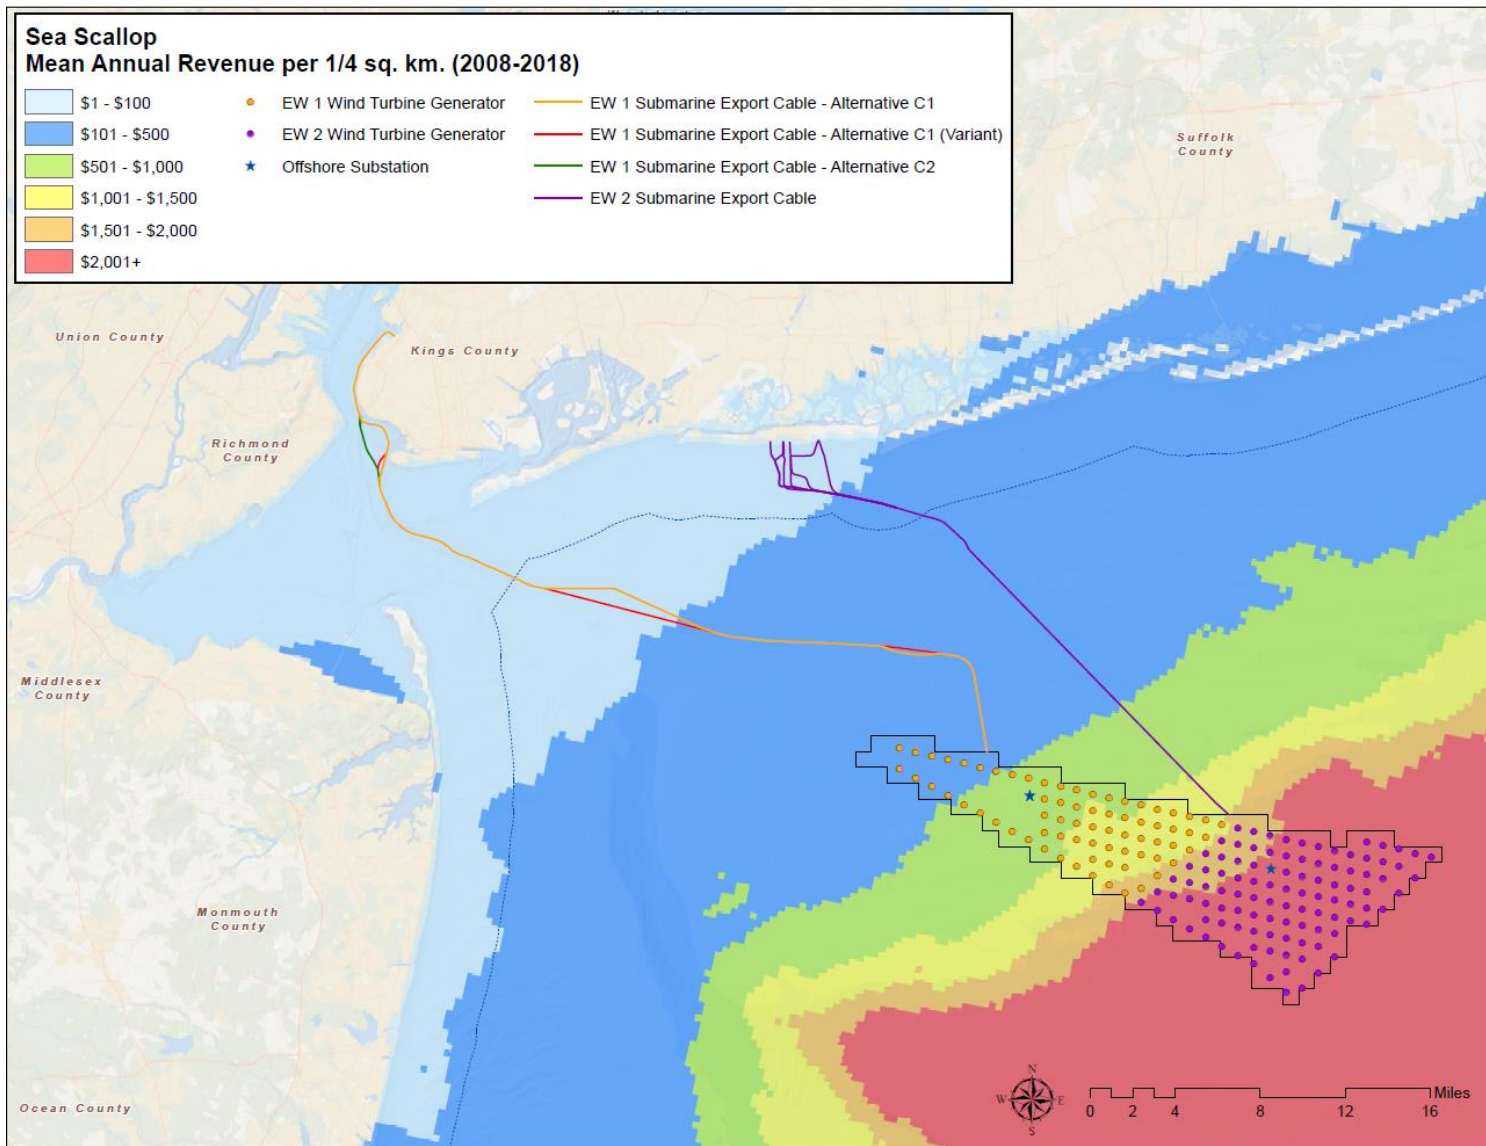 Sea Scallop
Mean Annual Revenue per 1/4 sq. km. (2008-2018)
$1 - $100
$101 - $500
$501 - $1,000
$1,001 - $1,500
$1,501 - $2,000
$2,001+
EW 1 Wind Turbine Generator
EW 2 Wind Turbine Generator
Offshore Substation
EW 1 Submarine Export Cable - Alternative C1
EW 1 Submarine Export Cable - Alternative C1 (Variant)
EW 1 Submarine Export Cable - Alternative C2
EW 2 Submarine Export Cable
Suffolk
County
Union County
Kings County
Richmond
County
Middlesex
County
Monmouth
County
Ocean County
N
W E
S
0 2 4 8 12 16
Miles